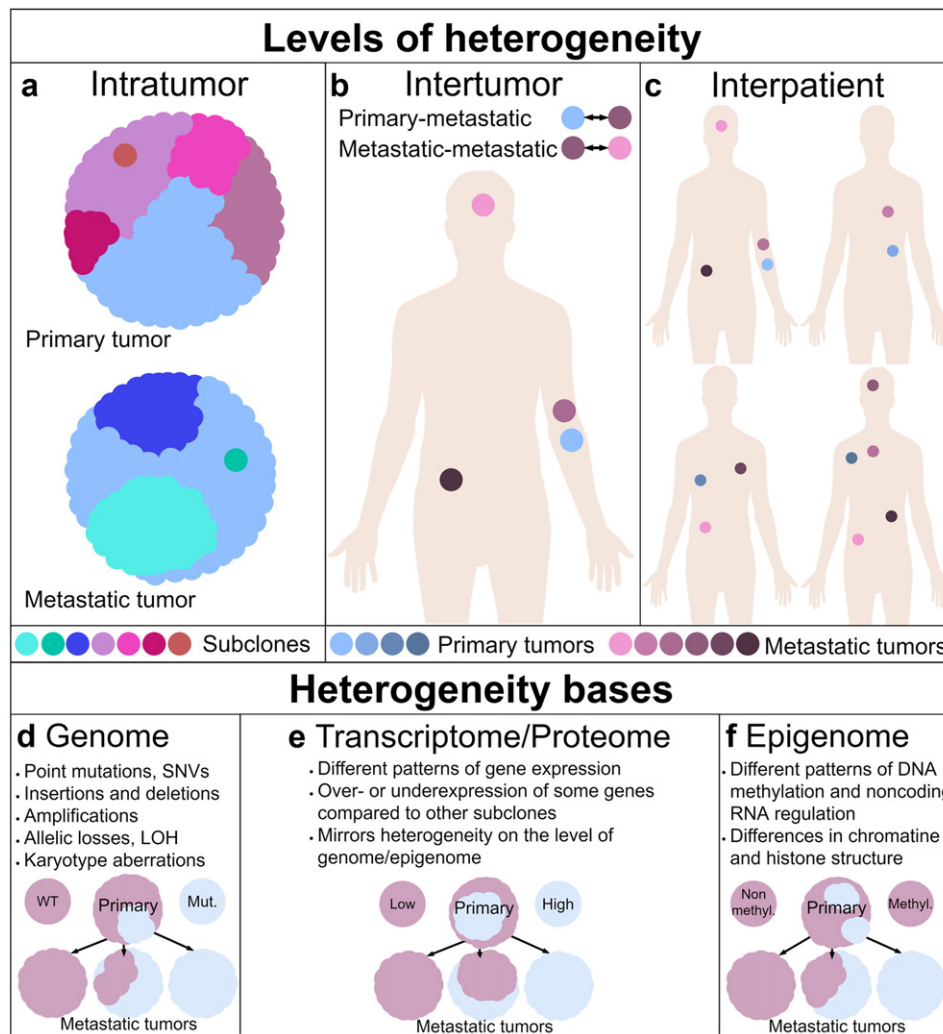 Levels of heterogeneity
a Intratumor
Primary tumor
Metastatic tumor
b Intertumor
Primary-metastatic
Metastatic-metastatic
c Interpatient
Subclones
Primary tumors
Metastatic tumors
Heterogeneity bases
d Genome
· Point mutations, SNVs
· Insertions and deletions
· Amplifications
· Allelic losses, LOH
· Karyotype aberrations
WT
Primary
Mut.
Metastatic tumors
e Transcriptome/Proteome
· Different patterns of gene expression
· Over- or underexpression of some genes
compared to other subclones
· Mirrors heterogeneity on the level of
genome/epigenome
Low
Primary
High
Metastatic tumors
f Epigenome
· Different patterns of DNA
methylation and noncoding
RNA regulation
· Differences in chromatine
and histone structure
Non
methyl.
Primary
Methyl.
Metastatic tumors